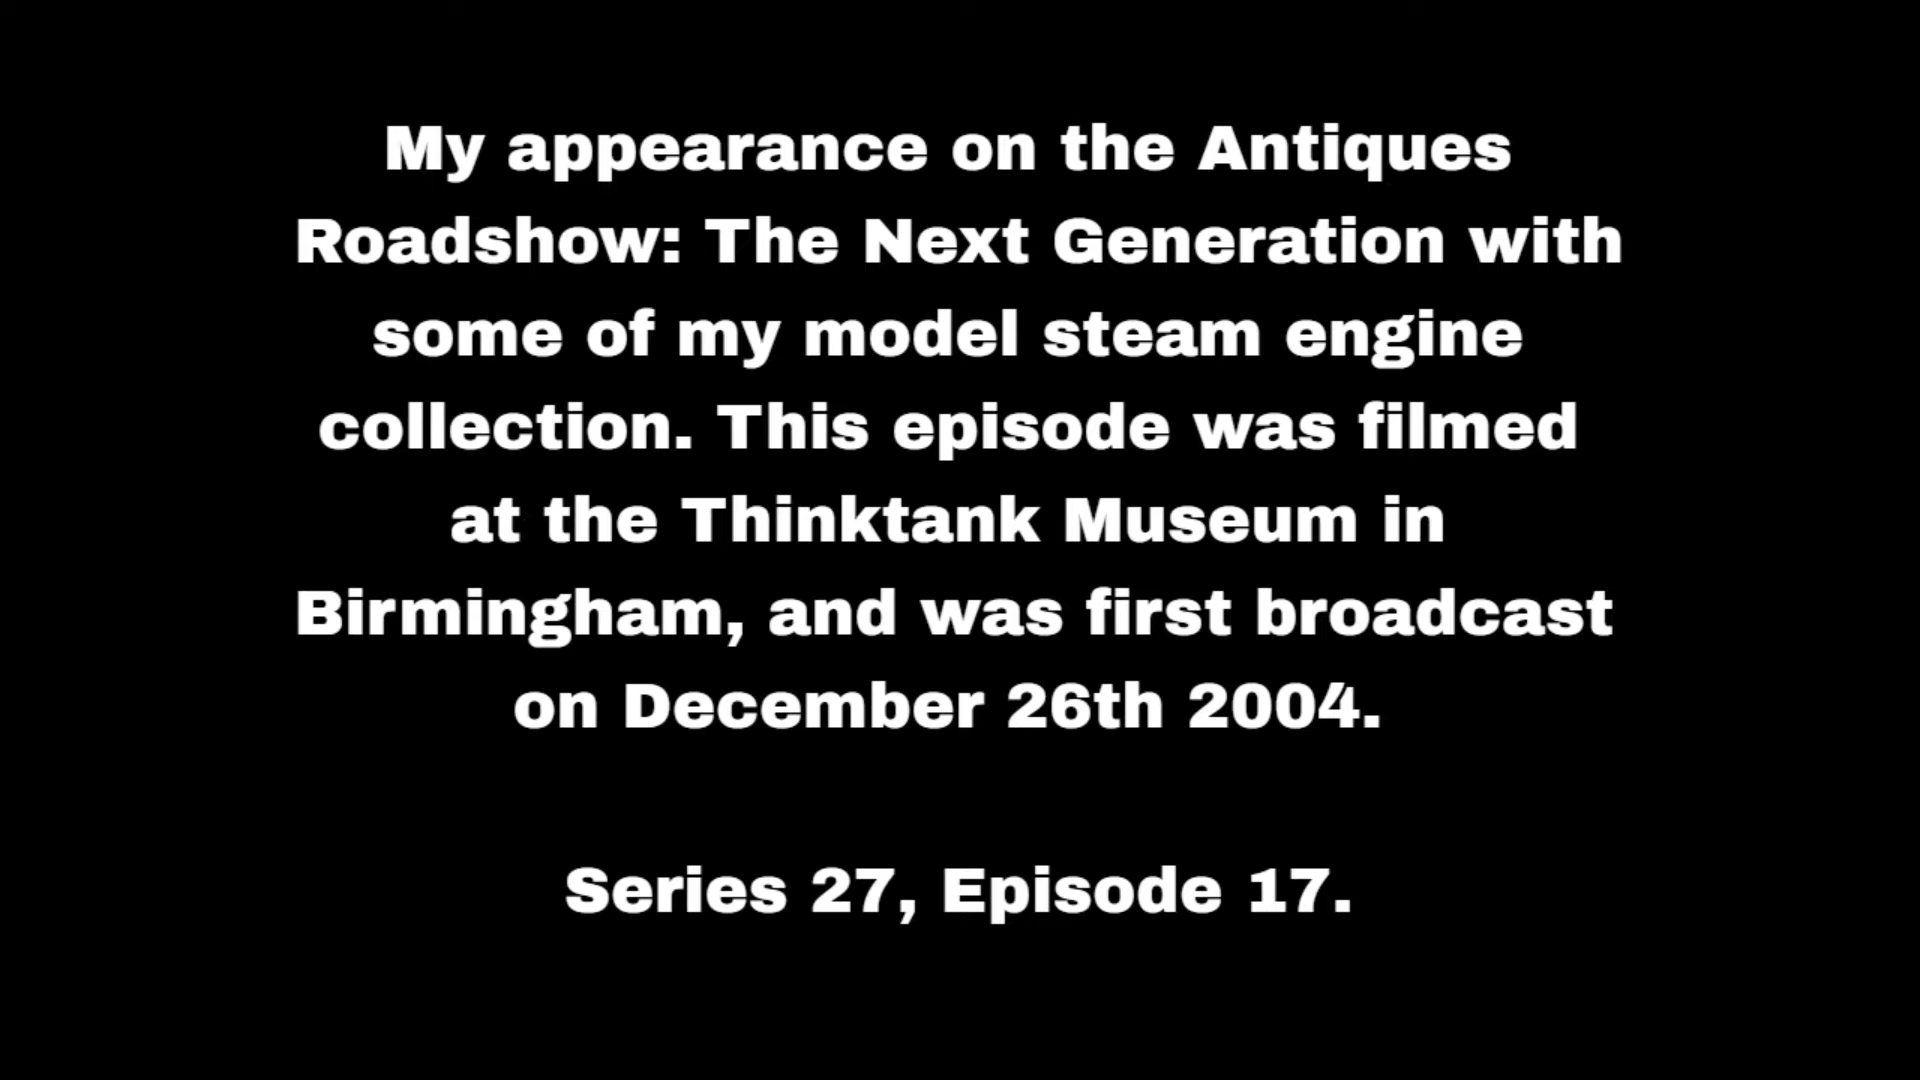 My appearance on the Antiques
Roadshow: The Next Generation with
some of my model steam engine
collection. This episode was filmed
at the Thinktank Museum in
Birmingham, and was first broadcast
on December 26th 2004.
Series 27, Episode 17.